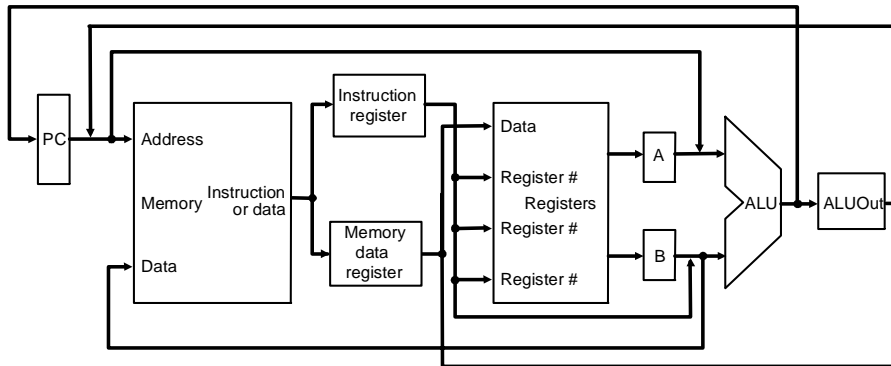 PC
Address
Memory
Instruction
or data
Data
Instruction
register
Memory
data
register
Data
Register #
Registers
Register #
Register #
A
B
ALU
ALUOut